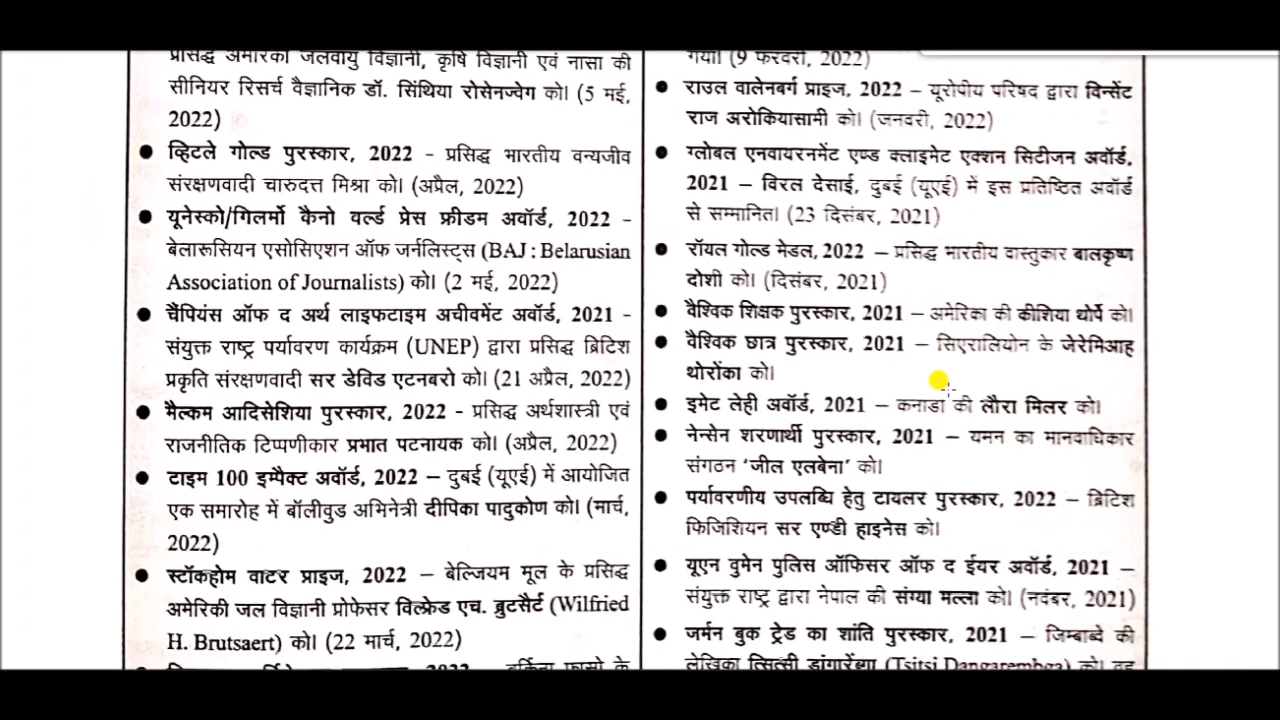 प्रसिद्ध अमेरिकी जलवायु विज्ञानी, कृषि विज्ञानी एवं नासा की
सीनियर रिसर्च वैज्ञानिक डॉ. सिंथिया रोसेनज्वेग को। (5 मई,
2022)
● व्हिटले गोल्ड पुरस्कार, 2022 - प्रसिद्ध भारतीय वन्यजीव
संरक्षणवादी चारुदत्त मिश्रा को। (अप्रैल, 2022)
● यूनेस्को/गिलर्मो कैनो वर्ल्ड प्रेस फ्रीडम अवॉर्ड, 2022 -
बेलारूसियन एसोसिएशन ऑफ जर्नलिस्ट्स (BAJ : Belarusian
Association of Journalists) को। (2 मई, 2022)
● चैंपियंस ऑफ द अर्थ लाइफटाइम अचीवमेंट अवॉर्ड, 2021 -
संयुक्त राष्ट्र पर्यावरण कार्यक्रम (UNEP) द्वारा प्रसिद्ध ब्रिटिश
प्रकृति संरक्षणवादी सर डेविड एटनबरो को। (21 अप्रैल, 2022)
● मैल्कम आदिसेशिया पुरस्कार, 2022 - प्रसिद्ध अर्थशास्त्री एवं
राजनीतिक टिप्पणीकार प्रभात पटनायक को। (अप्रैल, 2022)
● टाइम 100 इम्पैक्ट अवॉर्ड, 2022 – दुबई (यूएई) में आयोजित
एक समारोह में बॉलीवुड अभिनेत्री दीपिका पादुकोण को। (मार्च,
2022)
● स्टॉकहोम वाटर प्राइज, 2022 – बेल्जियम मूल के प्रसिद्ध
अमेरिकी जल विज्ञानी प्रोफेसर विल्फ्रेड एच. ब्रुटसैर्ट (Wilfried
H. Brutsaert) को। (22 मार्च, 2022)
2022
गया। (9 फरवरी, 2022)
● राउल वालेनबर्ग प्राइज, 2022 – यूरोपीय परिषद द्वारा विन्सेंट
राज अरोकियासामी को। (जनवरी, 2022)
● ग्लोबल एनवायरनमेंट एण्ड क्लाइमेट एक्शन सिटीजन अवॉर्ड,
2021 – विरल देसाई, दुबई (यूएई) में इस प्रतिष्ठित अवॉर्ड
से सम्मानित। (23 दिसंबर, 2021)
● रॉयल गोल्ड मेडल, 2022 – प्रसिद्ध भारतीय वास्तुकार बालकृष्ण
दोशी को। (दिसंबर, 2021)
● वैश्विक शिक्षक पुरस्कार, 2021 – अमेरिका की कीशिया थोर्पे को।
● वैश्विक छात्र पुरस्कार, 2021 – सिएरालियोन के जेरेमिआह
थोरोंका को।
● इमेट लेही अवॉर्ड, 2021 – कनाडा की लौरा मिलर को।
● नेन्सेन शरणार्थी पुरस्कार, 2021 – यमन का मानवाधिकार
संगठन ‘जील एलबेना’ को।
● पर्यावरणीय उपलब्धि हेतु टायलर पुरस्कार, 2022 – ब्रिटिश
फिजिशियन सर एण्डी हाइनेस को।
● यूएन वुमेन पुलिस ऑफिसर ऑफ द ईयर अवॉर्ड, 2021 –
संयुक्त राष्ट्र द्वारा नेपाल की संग्या मल्ला को। (नवंबर, 2021)
● जर्मन बुक ट्रेड का शांति पुरस्कार, 2021 – जिम्बाब्वे की
लेखिका त्सित्सी डांगारेंम्गा (Tsitsi Dangarembga) को। वह